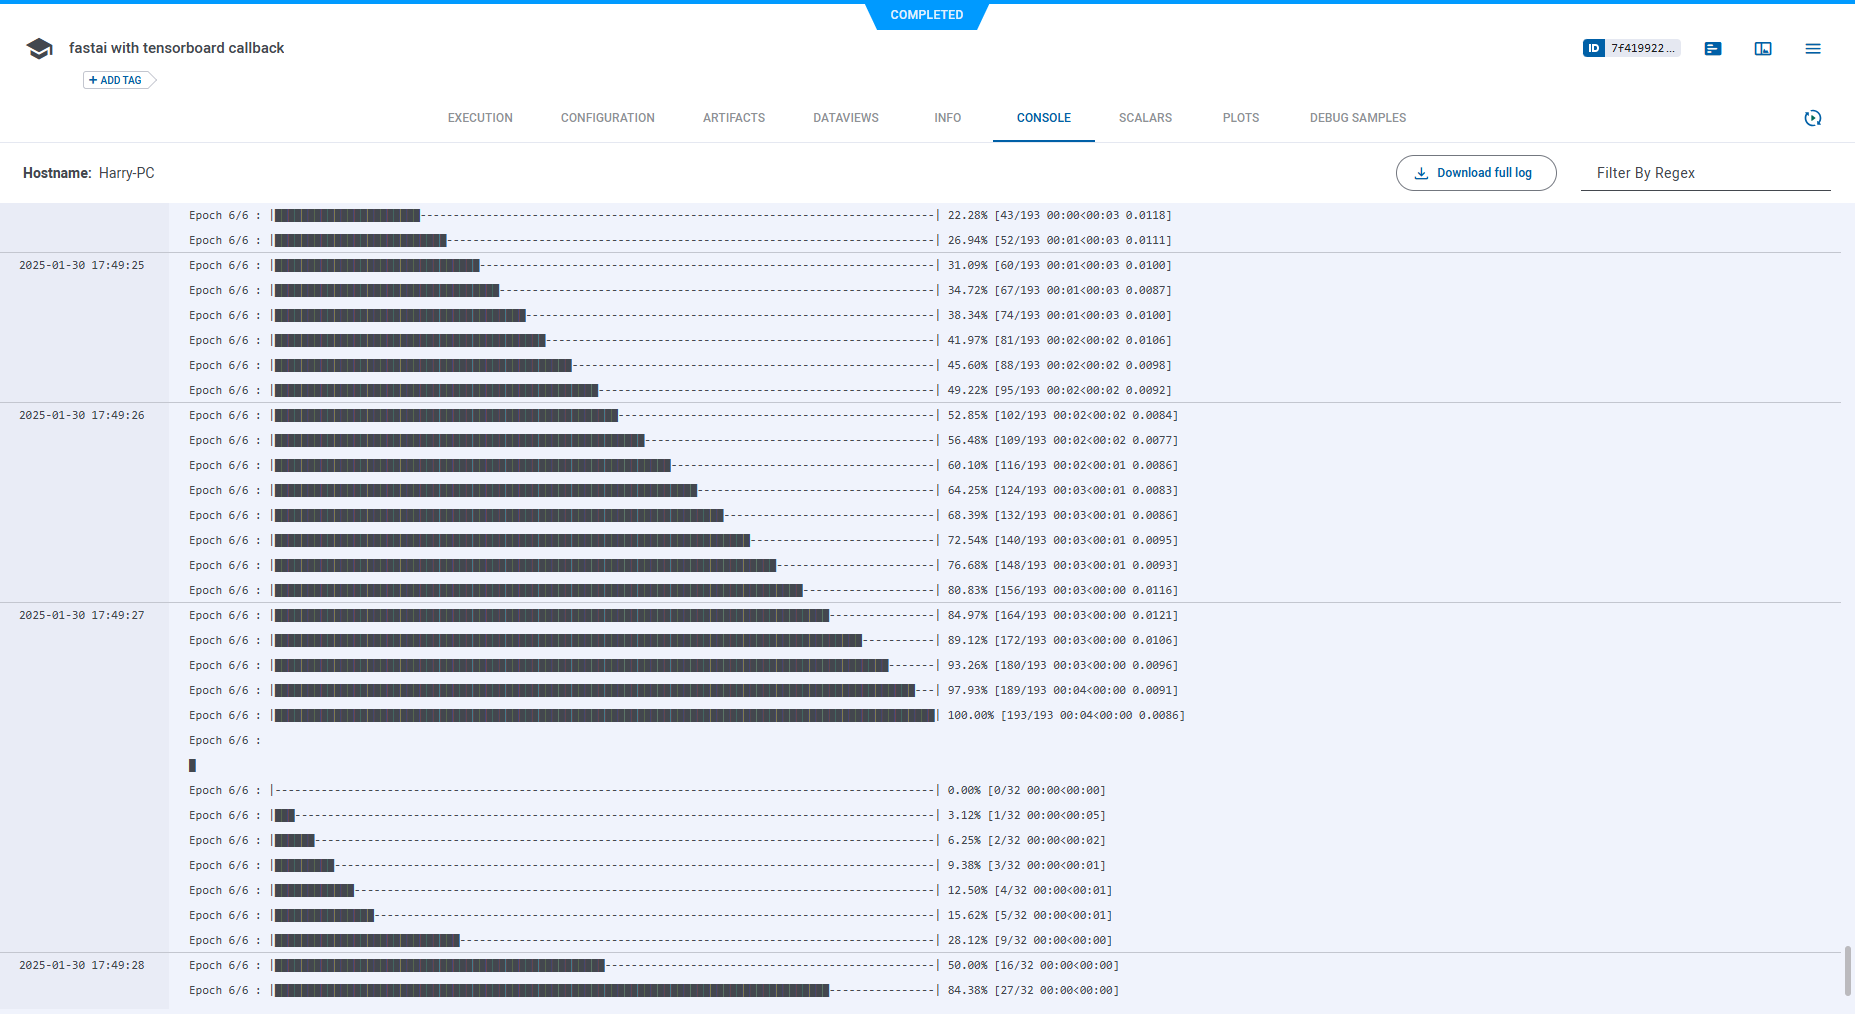 COMPLETED
fastai with tensorboard callback
ID 7f419922...
+ ADD TAG
EXECUTION CONFIGURATION ARTIFACTS DATAVIEWS INFO CONSOLE SCALARS PLOTS DEBUG SAMPLES
Hostname: Harry-PC
Download full log
Filter By Regex
Epoch 6/6 : 22.28% [43/193 00:00<00:03 0.0118]
Epoch 6/6 : 26.94% [52/193 00:01<00:03 0.0111]
2025-01-30 17:49:25 Epoch 6/6 : 31.09% [60/193 00:01<00:03 0.0100]
Epoch 6/6 : 34.72% [67/193 00:01<00:03 0.0087]
Epoch 6/6 : 38.34% [74/193 00:01<00:03 0.0100]
Epoch 6/6 : 41.97% [81/193 00:02<00:02 0.0106]
Epoch 6/6 : 45.60% [88/193 00:02<00:02 0.0098]
Epoch 6/6 : 49.22% [95/193 00:02<00:02 0.0092]
2025-01-30 17:49:26 Epoch 6/6 : 52.85% [102/193 00:02<00:02 0.0084]
Epoch 6/6 : 56.48% [109/193 00:02<00:02 0.0077]
Epoch 6/6 : 60.10% [116/193 00:02<00:01 0.0086]
Epoch 6/6 : 64.25% [124/193 00:03<00:01 0.0083]
Epoch 6/6 : 68.39% [132/193 00:03<00:01 0.0086]
Epoch 6/6 : 72.54% [140/193 00:03<00:01 0.0095]
Epoch 6/6 : 76.68% [148/193 00:03<00:01 0.0093]
Epoch 6/6 : 80.83% [156/193 00:03<00:00 0.0116]
2025-01-30 17:49:27 Epoch 6/6 : 84.97% [164/193 00:03<00:00 0.0121]
Epoch 6/6 : 89.12% [172/193 00:03<00:00 0.0106]
Epoch 6/6 : 93.26% [180/193 00:03<00:00 0.0096]
Epoch 6/6 : 97.93% [189/193 00:04<00:00 0.0091]
Epoch 6/6 : 100.00% [193/193 00:04<00:00 0.0086]
Epoch 6/6 :
Epoch 6/6 : 0.00% [0/32 00:00<00:00]
Epoch 6/6 : 3.12% [1/32 00:00<00:05]
Epoch 6/6 : 6.25% [2/32 00:00<00:02]
Epoch 6/6 : 9.38% [3/32 00:00<00:01]
Epoch 6/6 : 12.50% [4/32 00:00<00:01]
Epoch 6/6 : 15.62% [5/32 00:00<00:01]
Epoch 6/6 : 28.12% [9/32 00:00<00:00]
2025-01-30 17:49:28 Epoch 6/6 : 50.00% [16/32 00:00<00:00]
Epoch 6/6 : 84.38% [27/32 00:00<00:00]